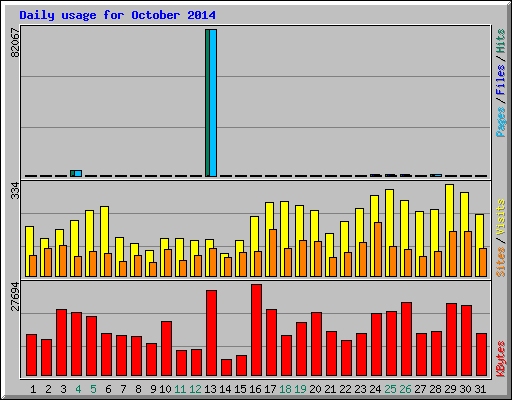 Daily usage for October 2014
82067
334
27694
Pages / Files / Hits
Sites / Visits
KBytes
1 2 3 4 5 6 7 8 9 10 11 12 13 14 15 16 17 18 19 20 21 22 23 24 25 26 27 28 29 30 31